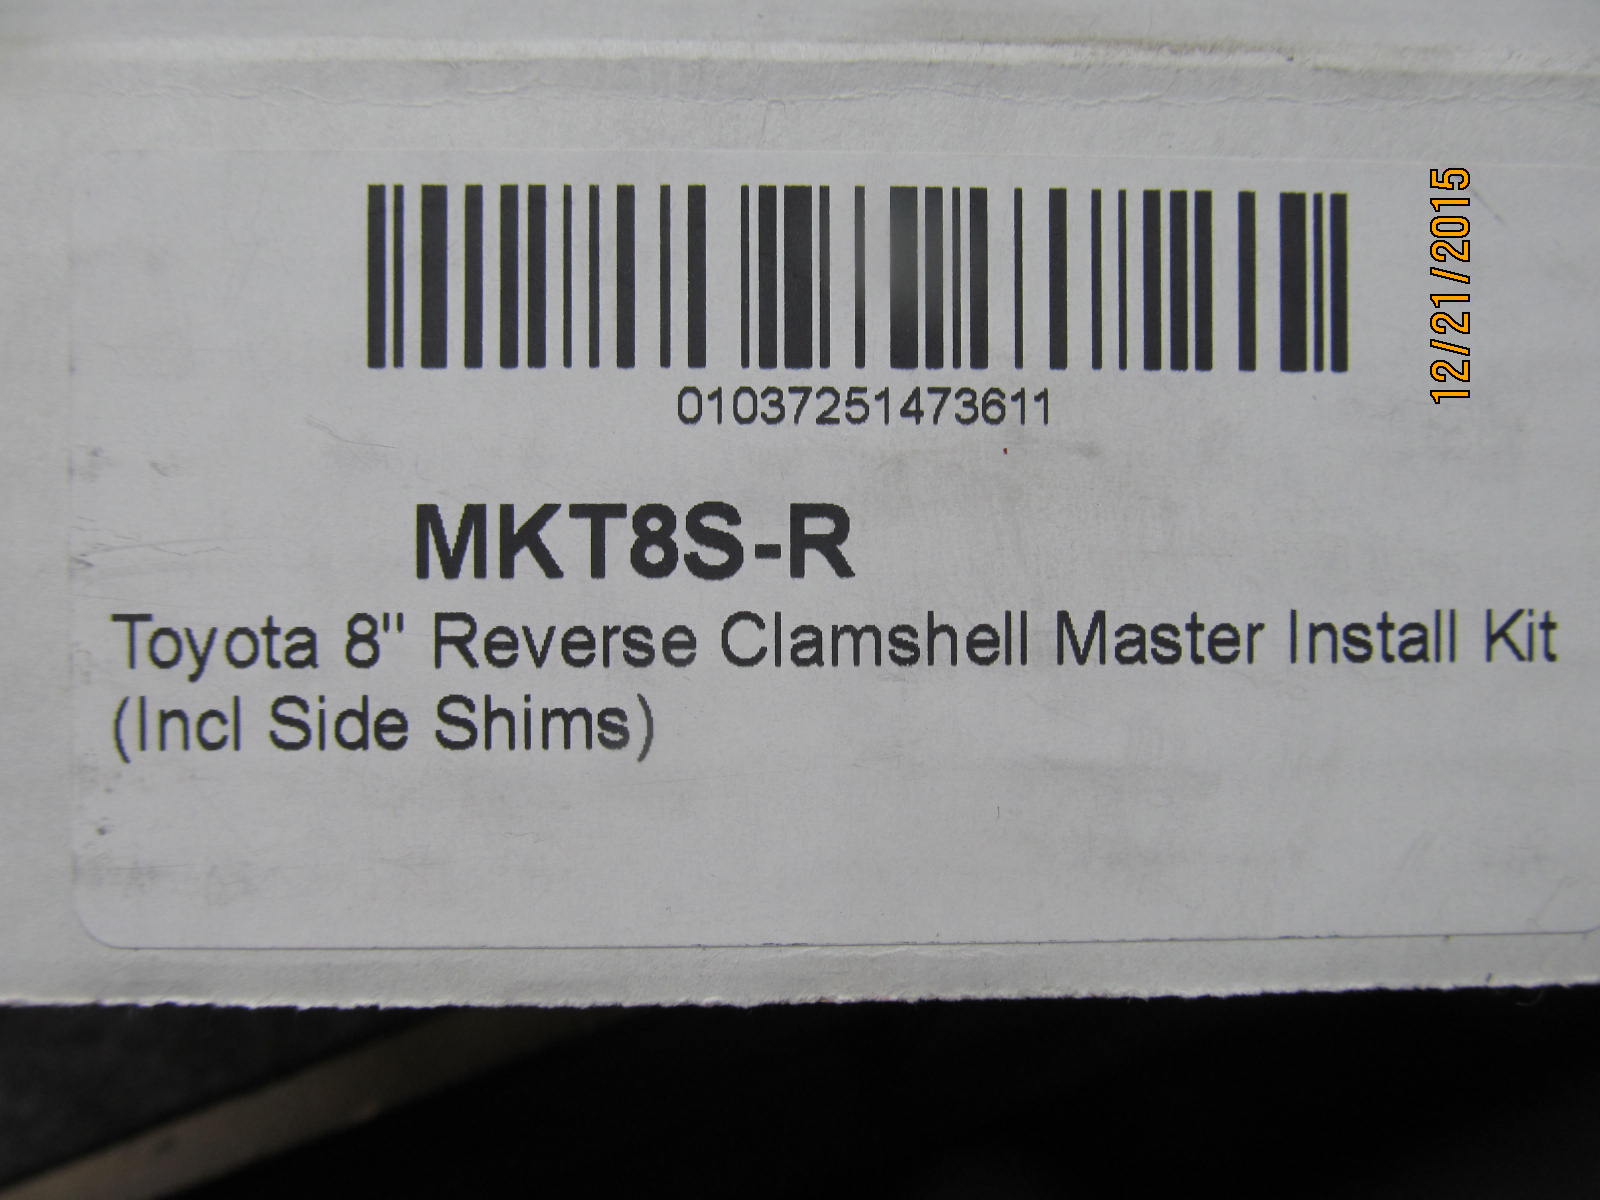 01037251473611
12/21/2015
MKT8S-R
Toyota 8" Reverse Clamshell Master Install Kit
(Incl Side Shims)